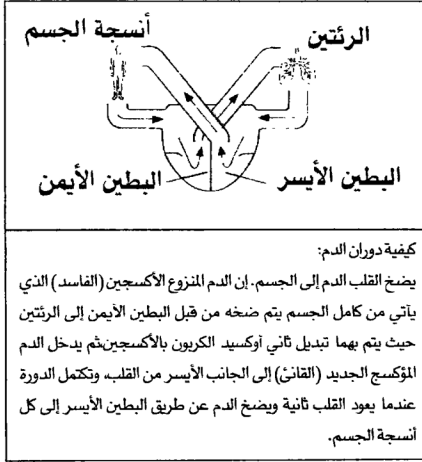 أنسجة الجسم
الرئتين
البطين الأيمن
البطين الأيسر
كيفية دوران الدم:
يضخ القلب الدم إلى الجسم. إن الدم المنزوع الأكسجين (الفاسد) الذي
يأتي من كامل الجسم يتم ضخه من قبل البطين الأيمن إلى الرئتين
حيث يتم بهما تبديل ثاني أوكسيد الكربون بالأكسجين،ثم يدخل الدم
المؤكسج الجديد (القانئ) إلى الجانب الأيسر من القلب، وتكتمل الدورة
عندما يعود القلب ثانية ويضخ الدم عن طريق البطين الأيسر إلى كل
أنسجة الجسم.